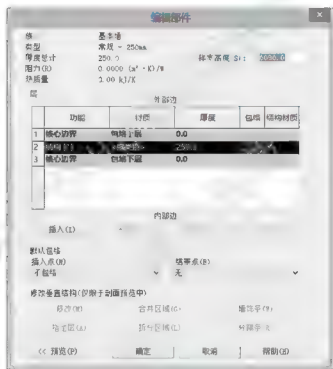 编辑部件
族 基本墙
类型 常规 - 250mm
厚度总计 250.0 样本高度(S):
阻力(R) 0.0000 (m²·K)/W
热质量 0.00 kJ/K
层
外部边
功能 材质 厚度 包络 结构材质
1 核心边界 包络上层 0.0
2 结构 [1] <按类别> 250.0
3 核心边界 包络下层 0.0
内部边
插入(I)
默认包络
插入点(N) 结束点(E)
不包络 无
修改垂直结构(仅限于剖面预览中)
修改(M) 合并区域(G)
指定层(A) 拆分区域(L)
<< 预览(P) 确定 取消 帮助(H)